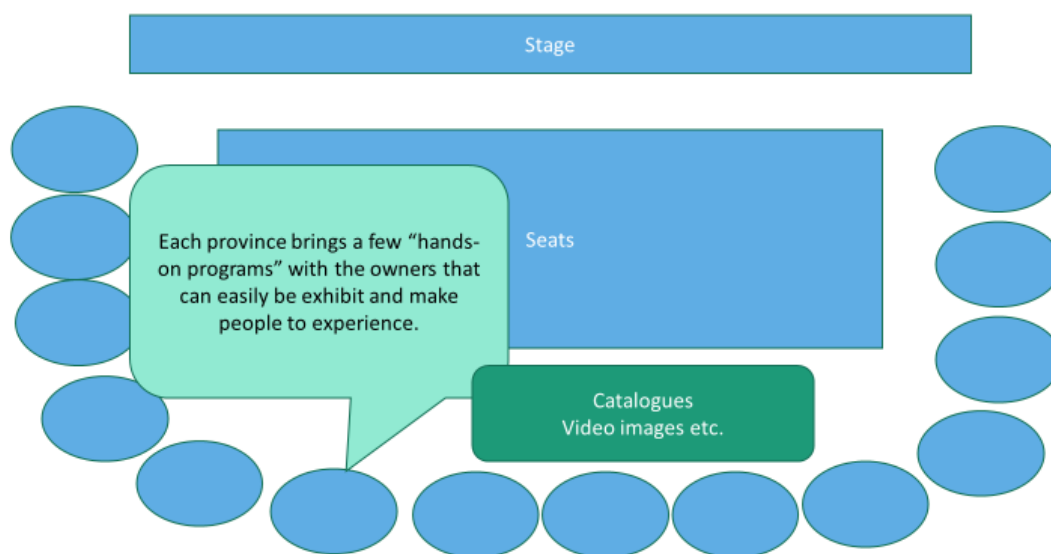 Stage
Each province brings a few “hands-
on programs” with the owners that
can easily be exhibit and make
people to experience.
Seats
Catalogues
Video images etc.